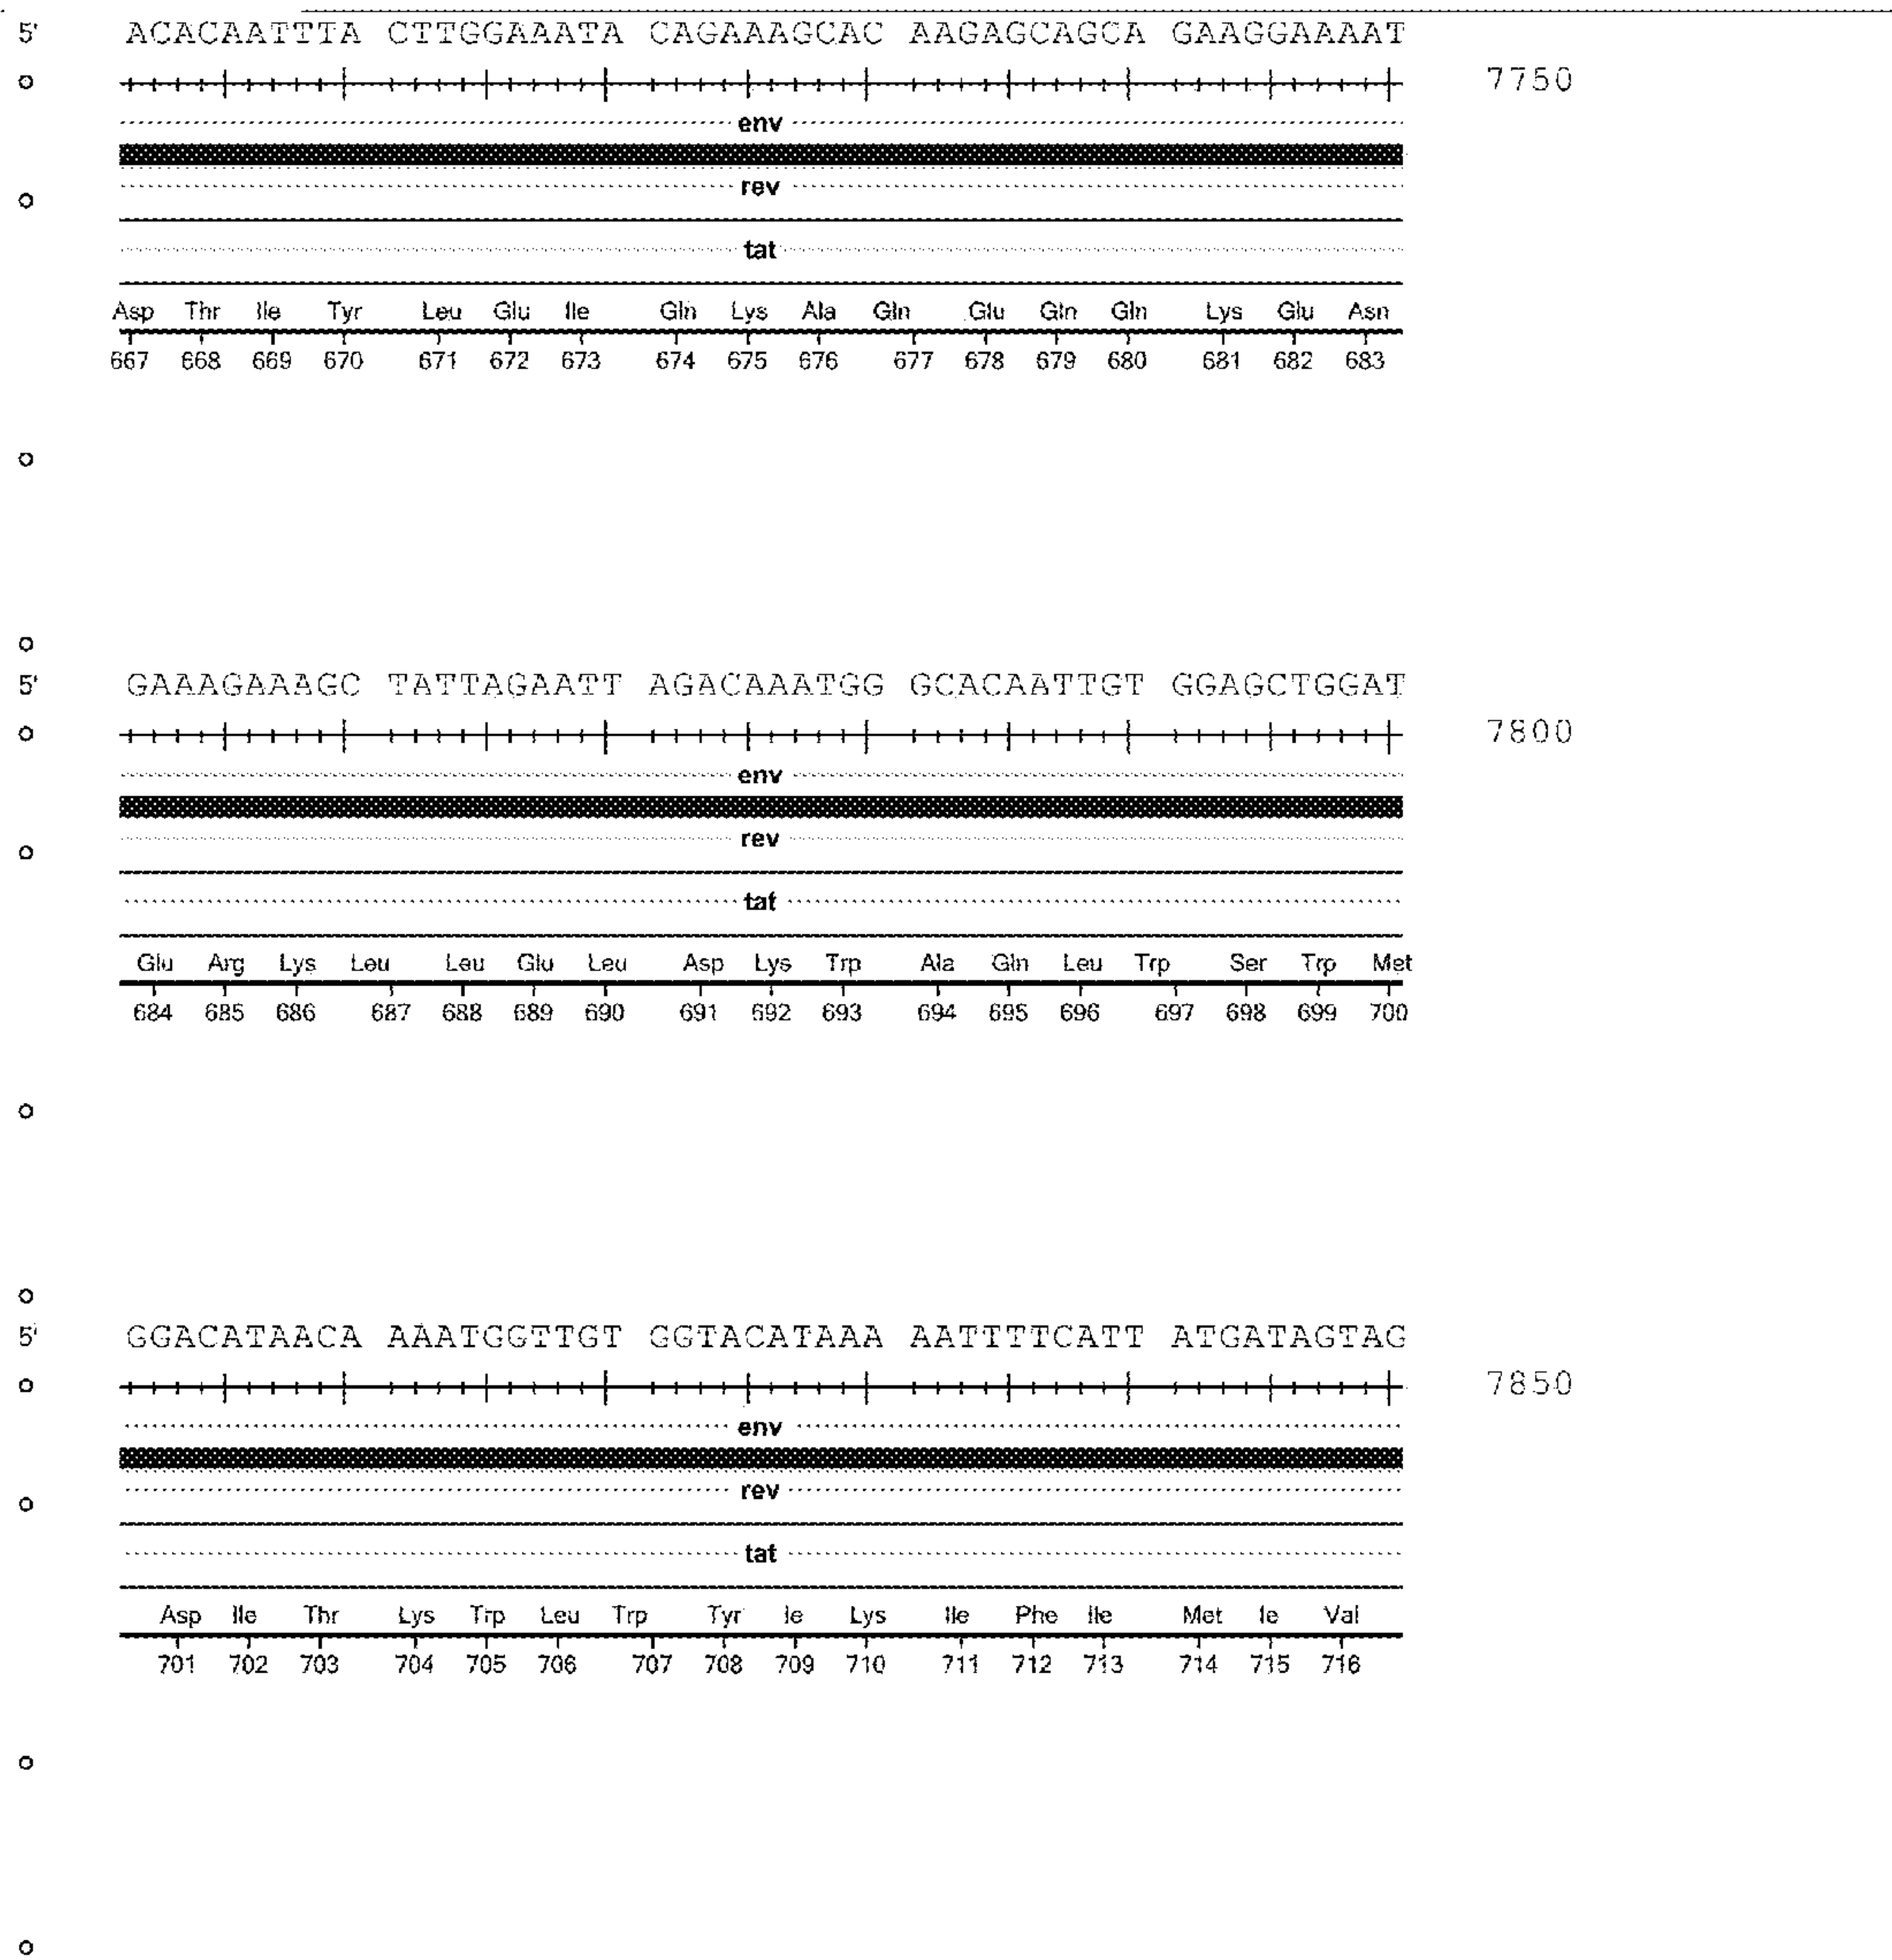 5' ACACAATTTA CTTGGAAATA CAGAAAGCAC AAGAGCAGCA GAAGGAAAAT
7750
env
rev
tat
Asp Thr Ile Tyr Leu Glu Ile Gln Lys Ala Gln Glu Gln Gln Lys Glu Asn
667 668 669 670 671 672 673 674 675 676 677 678 679 680 681 682 683
5' GAAAGAAAGC TATTAGAATT AGACAAATGG GCACAATTGT GGAGCTGGAT
7800
env
rev
tat
Glu Arg Lys Leu Leu Glu Leu Asp Lys Trp Ala Gln Leu Trp Ser Trp Met
684 685 686 687 688 689 690 691 692 693 694 695 696 697 698 699 700
5' GGACATAACA AAATGGTTGT GGTACATAAA AATTTTCATT ATGATAGTAG
7850
env
rev
tat
Asp Ile Thr Lys Trp Leu Trp Tyr Ie Lys Ile Phe Ile Met Ie Val
701 702 703 704 705 706 707 708 709 710 711 712 713 714 715 716